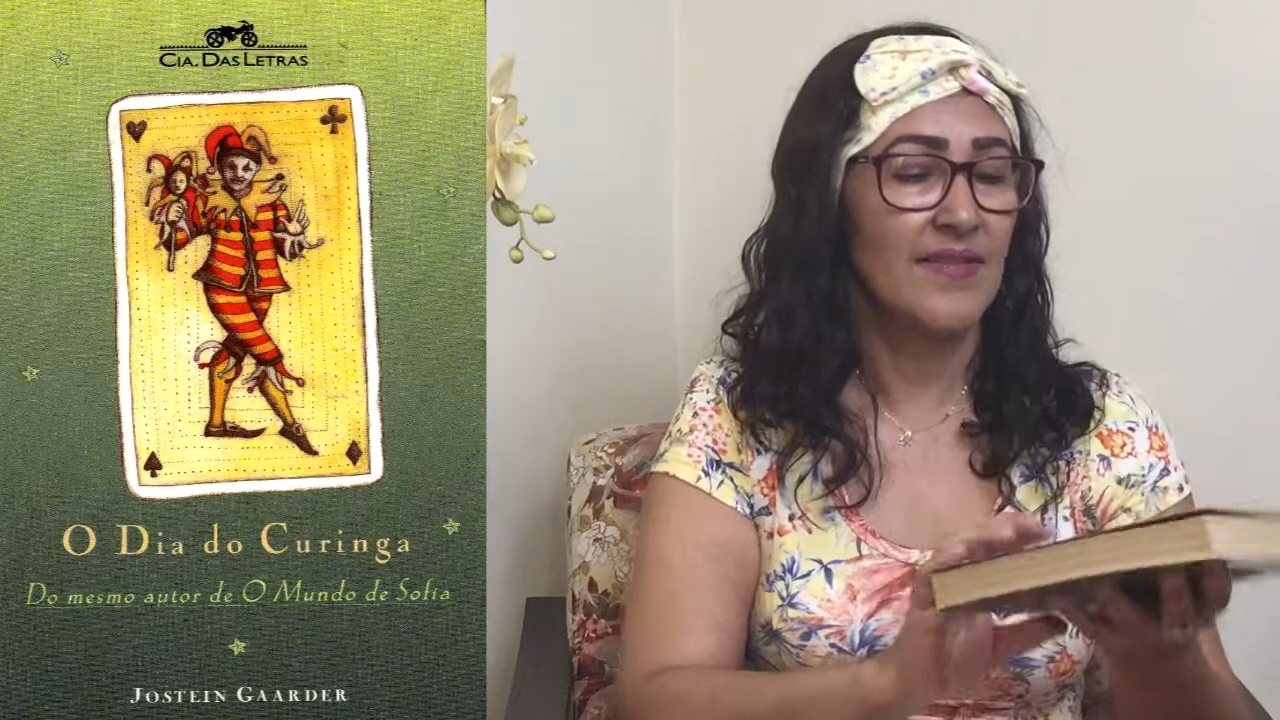 CIA. DAS LETRAS
O Dia do Curinga
Do mesmo autor de O Mundo de Sofia
JOSTEIN GAARDER